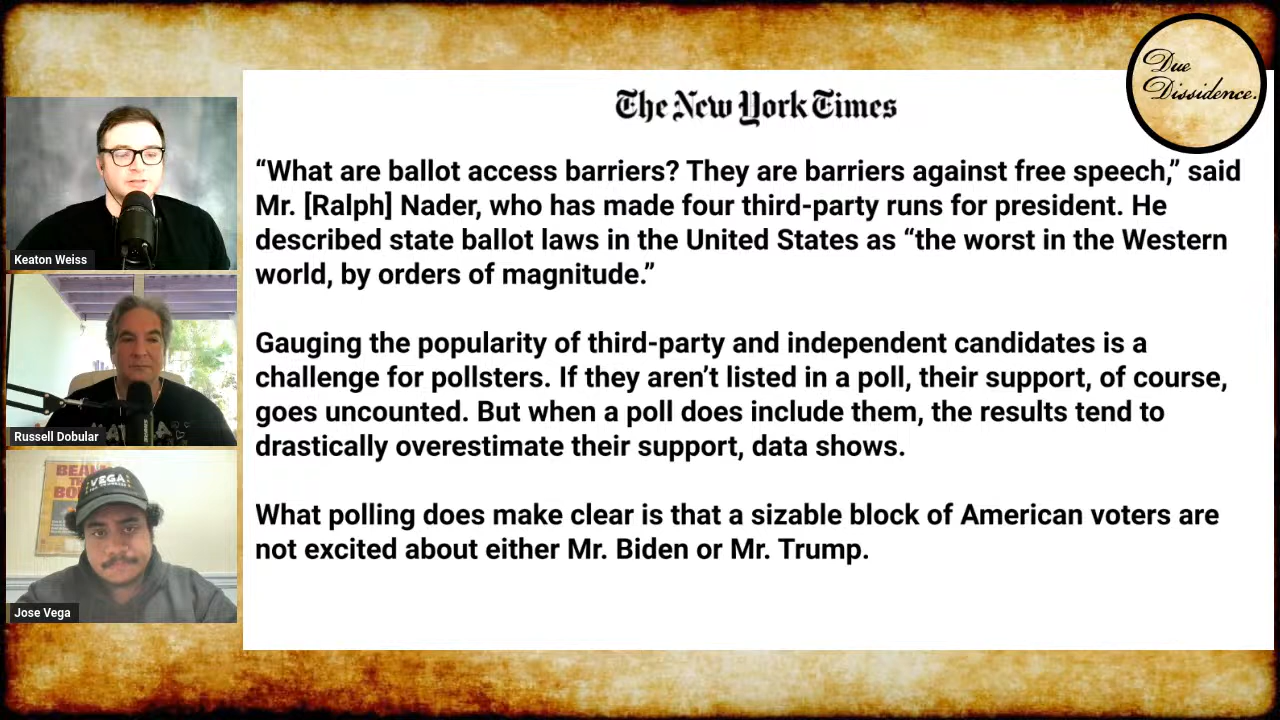 Due
Dissidence.
The New York Times
“What are ballot access barriers? They are barriers against free speech,” said
Mr. [Ralph] Nader, who has made four third-party runs for president. He
described state ballot laws in the United States as “the worst in the Western
world, by orders of magnitude.”
Gauging the popularity of third-party and independent candidates is a
challenge for pollsters. If they aren’t listed in a poll, their support, of course,
goes uncounted. But when a poll does include them, the results tend to
drastically overestimate their support, data shows.
What polling does make clear is that a sizable block of American voters are
not excited about either Mr. Biden or Mr. Trump.
Keaton Weiss
Russell Dobular
VEGA
Jose Vega